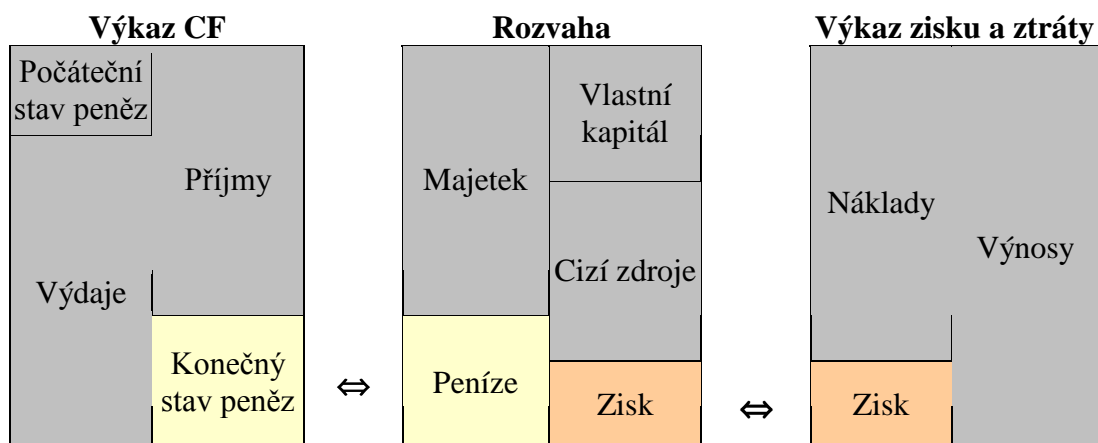 Výkaz CF
Rozvaha
Výkaz zisku a ztráty
Počáteční
stav peněz
Příjmy
Výdaje
Konečný
stav peněz
⇔
Majetek
Vlastní
kapitál
Cizí zdroje
Peníze
Zisk
⇔
Náklady
Výnosy
Zisk